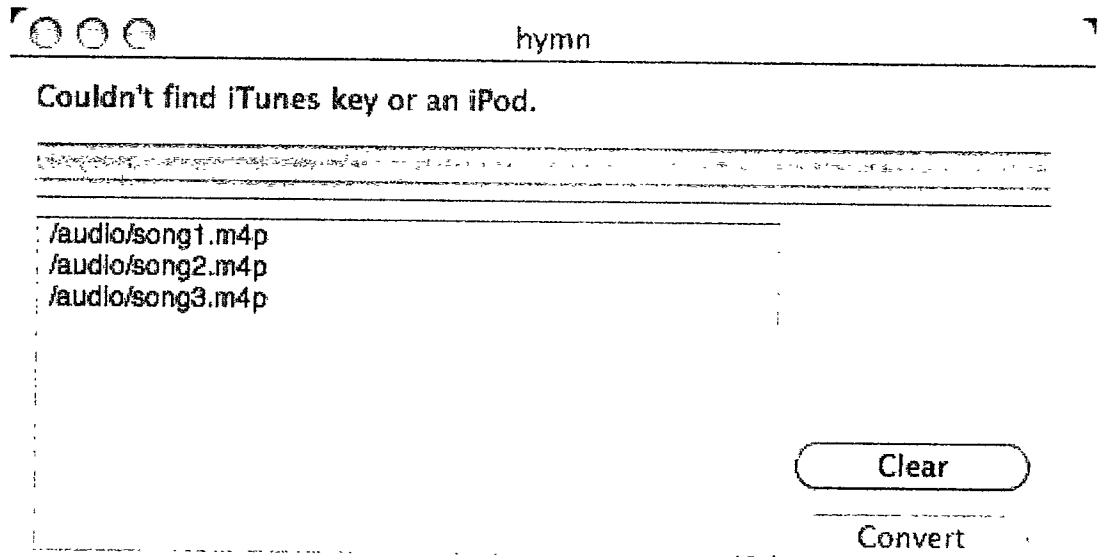 hymn
Couldn't find iTunes key or an iPod.
/audio/song1.m4p
/audio/song2.m4p
/audio/song3.m4p
Clear
Convert